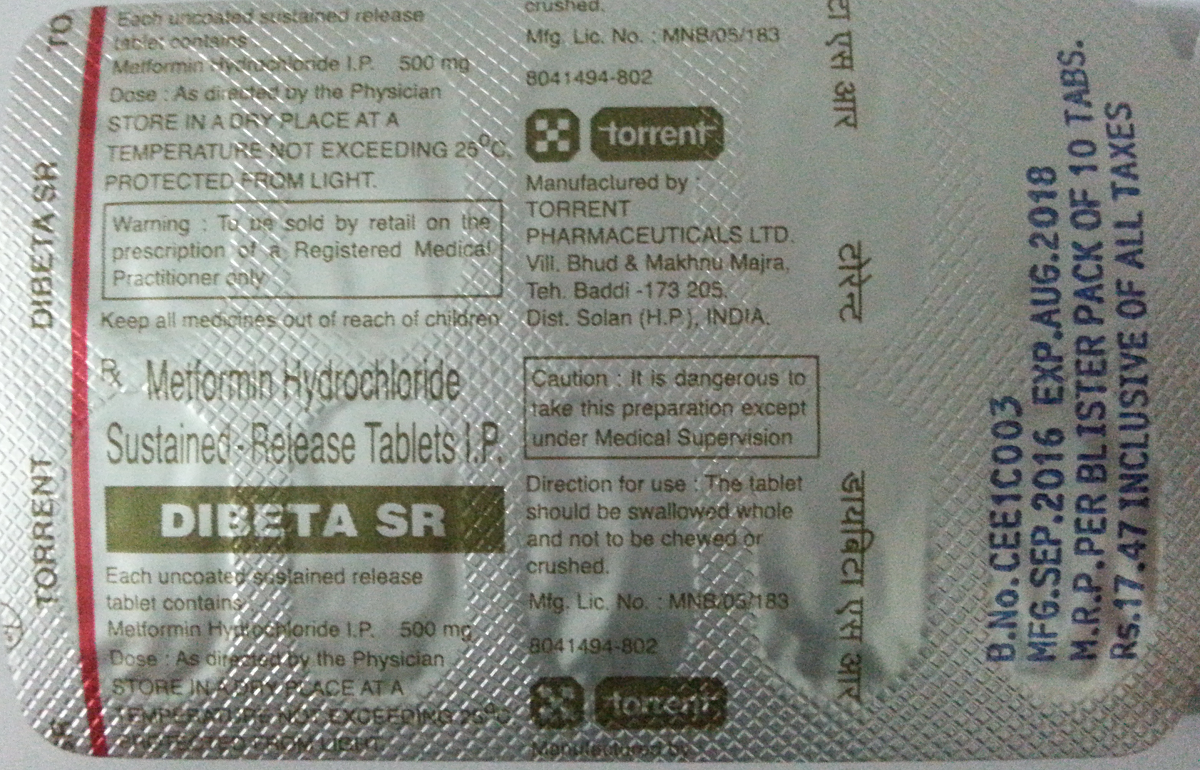 Each uncoated sustained release
tablet contains
Metformin Hydrochloride I.P. 500 mg
Dose : As directed by the Physician
STORE IN A DRY PLACE AT A
TEMPERATURE NOT EXCEEDING 25°C.
PROTECTED FROM LIGHT.
Warning : To be sold by retail on the
prescription of a Registered Medical
Practitioner only
Keep all medicines out of reach of children
Rx Metformin Hydrochloride
Sustained - Release Tablets I.P.
DIBETA SR
Each uncoated sustained release
tablet contains
Metformin Hydrochloride I.P. 500 mg
Dose : As directed by the Physician
STORE IN A DRY PLACE AT A
TEMPERATURE NOT EXCEEDING 25°C
PROTECTED FROM LIGHT.
crushed.
Mfg. Lic. No. : MNB/05/183
8041494-802
torrent
Manufactured by :
TORRENT
PHARMACEUTICALS LTD.
Vill. Bhud & Makhnu Majra,
Teh. Baddi -173 205,
Dist. Solan (H.P.), INDIA.
Caution : It is dangerous to
take this preparation except
under Medical Supervision
Direction for use : The tablet
should be swallowed whole
and not to be chewed or
crushed.
Mfg. Lic. No. : MNB/05/183
8041494-802
torrent
Manufactured by
TORRENT DIBETA SR TO
टोरेन्ट
डायबिटा एस आर
टा एस आर
B.No.CEE1C003
MFG.SEP.2016 EXP.AUG.2018
M.R.P.PER BLISTER PACK OF 10 TABS.
Rs.17.47 INCLUSIVE OF ALL TAXES